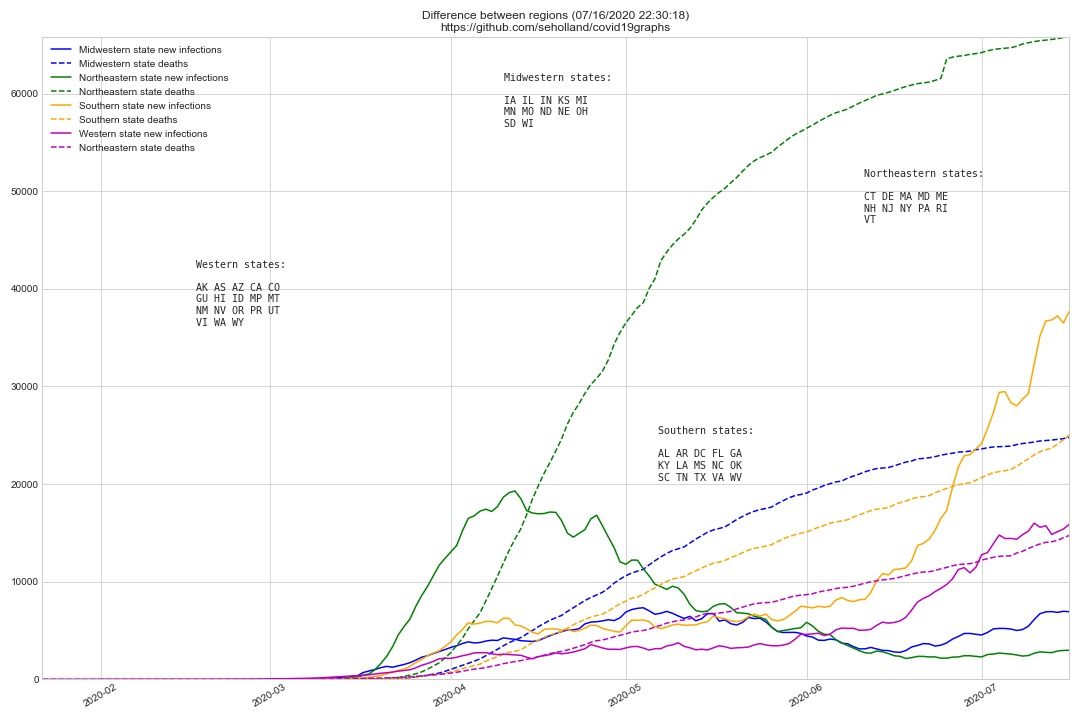 Difference between regions (07/16/2020 22:30:18)
https://github.com/seholland/covid19graphs
Midwestern state new infections
Midwestern state deaths
Northeastern state new infections
Northeastern state deaths
Southern state new infections
Southern state deaths
Western state new infections
Northeastern state deaths
Midwestern states:
IA IL IN KS MI
MN MO ND NE OH
SD WI
Northeastern states:
CT DE MA MD ME
NH NJ NY PA RI
VT
Western states:
AK AS AZ CA CO
GU HI ID MP MT
NM NV OR PR UT
VI WA WY
Southern states:
AL AR DC FL GA
KY LA MS NC OK
SC TN TX VA WV
60000
50000
40000
30000
20000
10000
0
2020-02
2020-03
2020-04
2020-05
2020-06
2020-07